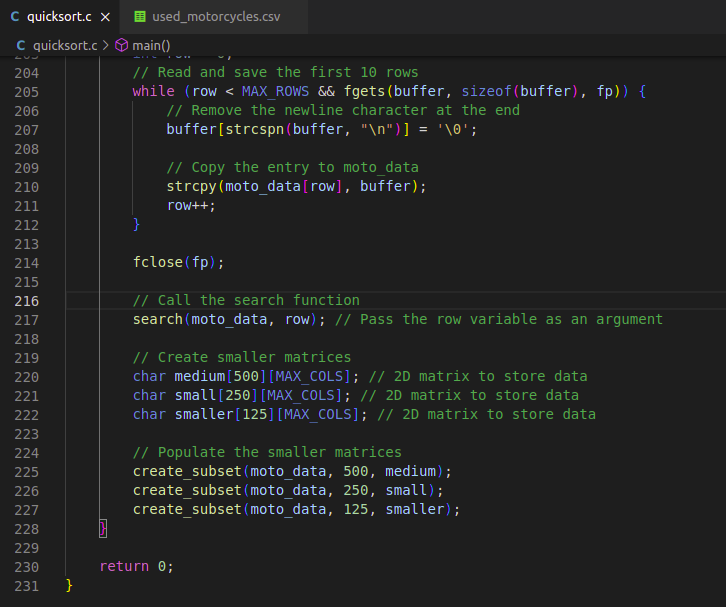 C quicksort.c × used_motorcycles.csv
C quicksort.c > main()
204 // Read and save the first 10 rows
205 while (row < MAX_ROWS && fgets(buffer, sizeof(buffer), fp)) {
206 // Remove the newline character at the end
207 buffer[strcspn(buffer, "\n")] = '\0';
208
209 // Copy the entry to moto_data
210 strcpy(moto_data[row], buffer);
211 row++;
212 }
213
214 fclose(fp);
215
216 // Call the search function
217 search(moto_data, row); // Pass the row variable as an argument
218
219 // Create smaller matrices
220 char medium[500][MAX_COLS]; // 2D matrix to store data
221 char small[250][MAX_COLS]; // 2D matrix to store data
222 char smaller[125][MAX_COLS]; // 2D matrix to store data
223
224 // Populate the smaller matrices
225 create_subset(moto_data, 500, medium);
226 create_subset(moto_data, 250, small);
227 create_subset(moto_data, 125, smaller);
228 }
229
230 return 0;
231 }